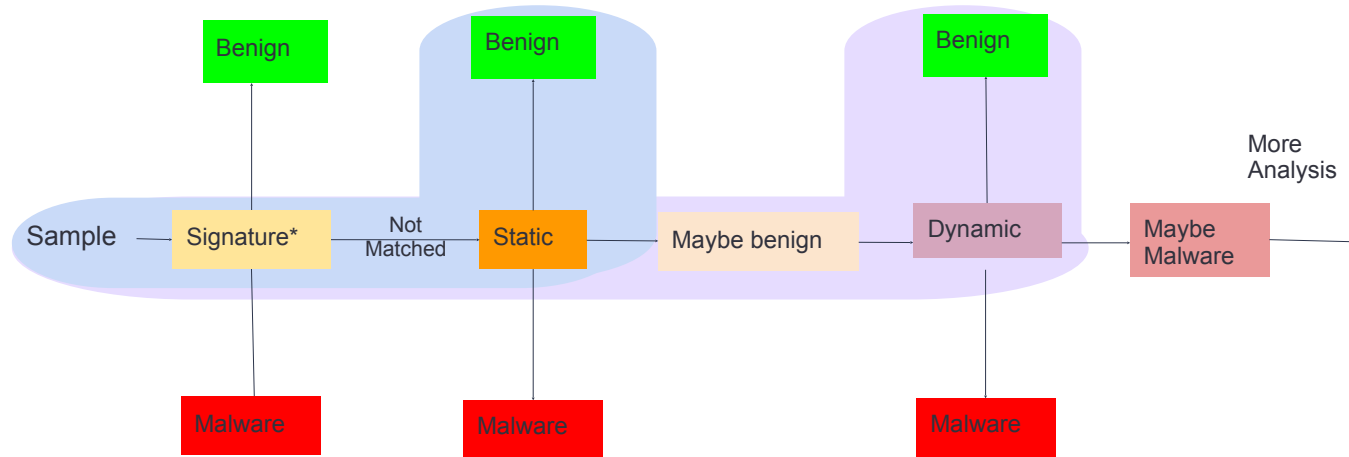 Benign
Benign
Benign
More
Analysis
Sample
Signature*
Not
Matched
Static
Maybe benign
Dynamic
Maybe
Malware
Malware
Malware
Malware